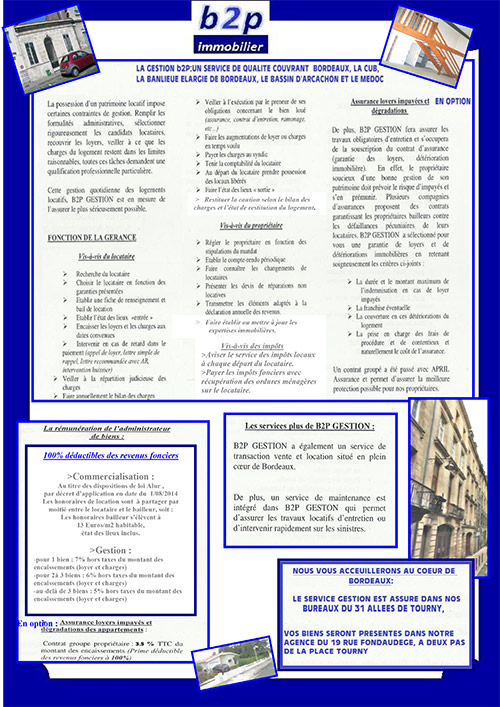 b2p
immobilier
LA GESTION b2P:UN SERVICE DE QUALITE COUVRANT BORDEAUX, LA CUB,
LA BANLIEUE ELARGIE DE BORDEAUX, LE BASSIN D'ARCACHON ET LE MEDOC
La possession d'un patrimoine locatif impose
certaines contraintes de gestion. Remplir les
formalités administratives, sélectionner
rigoureusement les candidats locataires,
recouvrer les loyers, veiller à ce que les
charges du logement restent dans les limites
raisonnables, toutes ces tâches demandent une
qualification professionnelle particulière.
Cette gestion quotidienne des logements
locatifs, B2P GESTION est en mesure de
l'assurer le plus sérieusement possible.
FONCTION DE LA GERANCE
Vis-à-vis du locataire
➢ Recherche du locataire
➢ Choisir le locataire en fonction des
garanties présentées
➢ Etablir une fiche de renseignement et
bail de location
➢ Etablir l'état des lieux «entrée»
➢ Encaisser les loyers et les charges aux
dates convenues
➢ Intervenir en cas de retard dans le
paiement (appel de loyer, lettre simple de
rappel, lettre recommandée avec AR,
intervention huissier)
➢ Veiller à la répartition judicieuse des
charges
➢ Faire annuellement le bilan des charges
➢ Veiller à l'exécution par le preneur de ses
obligations concernant le bien loué
(assurance, contrat d'entretien, ramonage,
etc...)
➢ Faire les augmentations de loyer ou charges
en temps voulu
➢ Payer les charges au syndic
➢ Tenir la comptabilité du locataire
➢ Au départ du locataire prendre possession
des locaux libérés
➢ Faire l'état des lieux «sortie»
> Restituer la caution selon le bilan des
charges et l'état de restitution du logement.
Vis-à-vis du propriétaire
➢ Régler le propriétaire en fonction des
stipulations du mandat
➢ Etablir le compte-rendu périodique
➢ Faire connaître les changements de
locataires
➢ Présenter les devis de réparations non
locatives
➢ Transmettre les éléments adaptés à la
déclaration annuelle des revenus.
> Faire établir ou mettre à jour les
expertises immobilières.
Vis-à-vis des impôts
>Aviser le service des impôts locaux
à chaque départ du locataire.
>Payer les impôts fonciers avec
récupération des ordures ménagères
sur le locataire.
Assurance loyers impayées et EN OPTION
dégradations.
De plus, B2P GESTION fera assurer les
travaux obligatoires d'entretien et s'occupera
de la souscription du contrat d'assurance
(garantie des loyers, détérioration
immobilière). En effet, le propriétaire
soucieux d'une bonne gestion de son
patrimoine doit prévoir le risque d'impayés et
s'en prémunir. Plusieurs compagnies
d'assurances proposent des contrats
garantissant les propriétaires bailleurs contre
les défaillances pécuniaires de leurs
locataires. B2P GESTION a sélectionné pour
vous une garantie de loyers et de
détériorations immobilières en retenant
soigneusement les critères ci-joints :
➢ La durée et le montant maximum de
l'indemnisation en cas de loyer
impayés
➢ La franchise éventuelle
➢ La couverture en ces détériorations du
logement
➢ La prise en charge des frais de
procédure et de contentieux et
naturellement le coût de l'assurance.
Un contrat groupé a été passé avec APRIL
Assurance et permet d'assurer la meilleure
protection possible pour nos propriétaires.
La rémunération de l'administrateur
de biens :
100% déductibles des revenus fonciers
>Commercialisation :
Au titre des dispositions de loi Alur ,
par décret d'application en date du 1/08/2014
Les honoraires de location sont à partager par
moitié entre le locataire et le bailleur, soit :
Les honoraires bailleur s'élèvent à
13 Euros/m2 habitable,
état des lieux inclus.
>Gestion :
-pour 1 bien : 7% hors taxes du montant des
encaissements (loyer et charges)
-pour 2à 3 biens : 6% hors taxes du montant des
encaissements (loyer et charges)
-au delà de 3 biens : 5% hors taxes du montant des
encaissements (loyer et charges)
En option : Assurance loyers impayés et
dégradations des appartements :
Contrat groupe propriétaire : 2.5 % TTC du
montant des encaissements (Prime déductible
des revenus fonciers à 100%)
Les services plus de B2P GESTION :
B2P GESTION a également un service de
transaction vente et location situé en plein
cœur de Bordeaux.
De plus, un service de maintenance est
intégré dans B2P GESTON qui permet
d'assurer les travaux locatifs d'entretien ou
d'intervenir rapidement sur les sinistres.
NOUS VOUS ACCEUILLERONS AU COEUR DE
BORDEAUX:
LE SERVICE GESTION EST ASSURE DANS NOS
BUREAUX DU 31 ALLEES DE TOURNY,
VOS BIENS SERONT PRESENTES DANS NOTRE
AGENCE DU 19 RUE FONDAUDEGE, A DEUX PAS
DE LA PLACE TOURNY